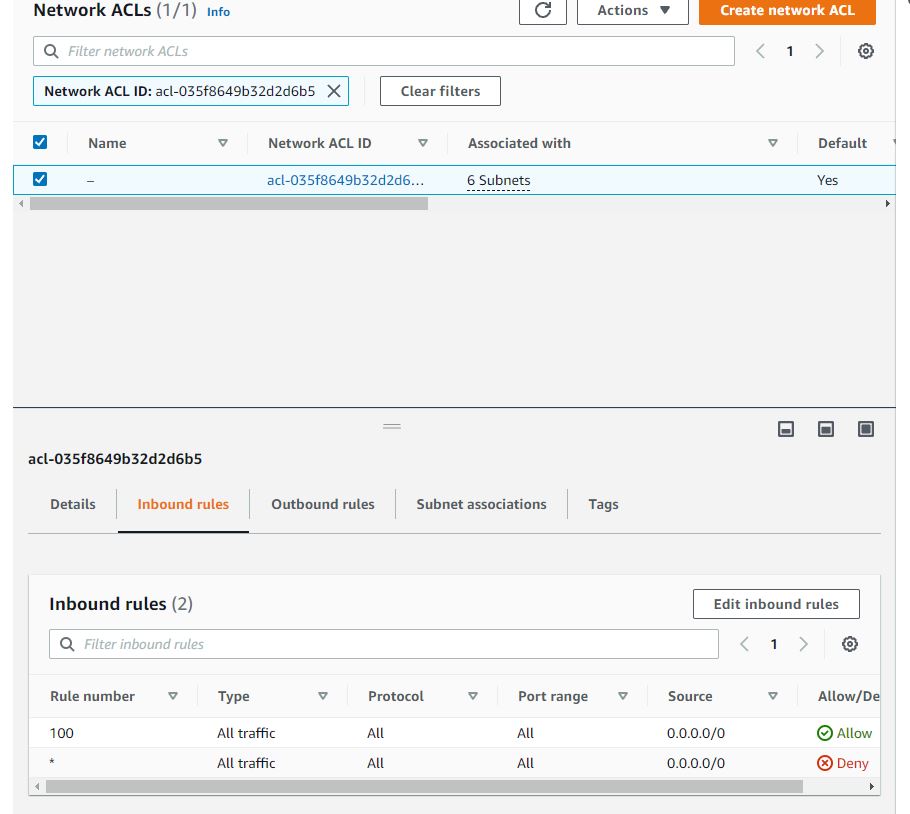 Network ACLs (1/1) Info
Actions ▼
Create network ACL
Filter network ACLs
1
Network ACL ID: acl-035f8649b32d2d6b5
Clear filters
Name Network ACL ID Associated with Default
– acl-035f8649b32d2d6... 6 Subnets Yes
acl-035f8649b32d2d6b5
Details Inbound rules Outbound rules Subnet associations Tags
Inbound rules (2)
Edit inbound rules
Filter inbound rules
1
Rule number Type Protocol Port range Source Allow/De
100 All traffic All All 0.0.0.0/0 Allow
* All traffic All All 0.0.0.0/0 Deny